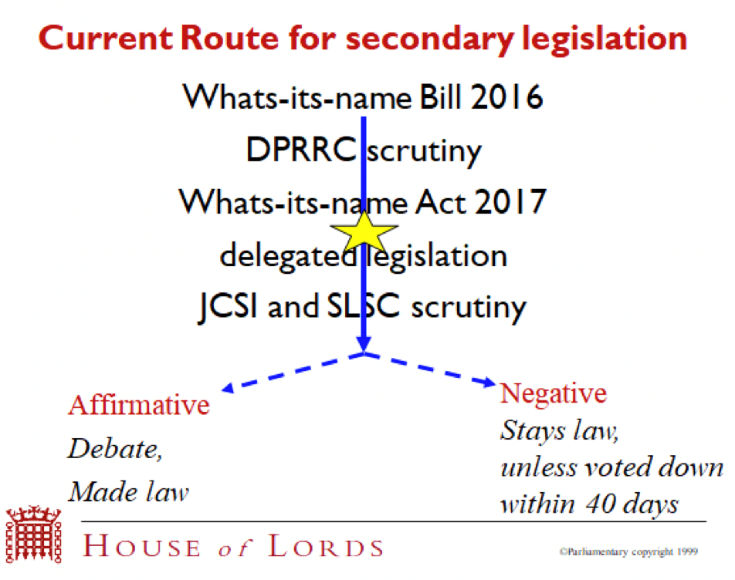 Current Route for secondary legislation
Whats-its-name Bill 2016
DPRRC scrutiny
Whats-its-name Act 2017
delegated legislation
JCSI and SLSC scrutiny
Affirmative
Debate,
Made law
Negative
Stays law,
unless voted down
within 40 days
HOUSE of LORDS
©Parliamentary copyright 1999